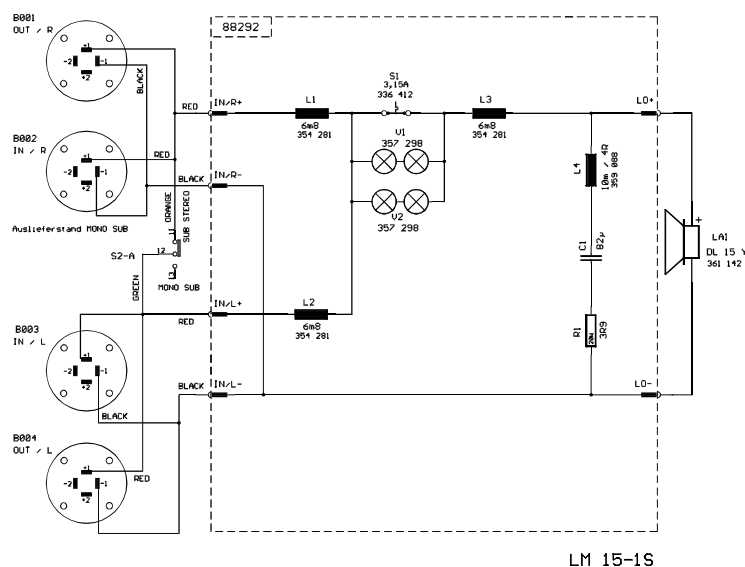 B001
OUT / R
+1
-2
-1
+2
BLACK
88292
RED
IN/R+
L1
6m8
354 281
S1
3,15A
336 412
L3
6m8
354 281
LO+
V1
357 298
V2
357 298
B002
IN / R
+1
-2
-1
+2
RED
BLACK
IN/R-
Auslieferstand MONO SUB
ORANGE
SUB STEREO
11
12
13
S2-A
MONO SUB
GREEN
L4
10m / 4R
359 088
C1
82µ
R1
20W
3R9
+
LA1
DL 15 Y
361 142
B003
IN / L
+1
-2
-1
+2
RED
IN/L+
L2
6m8
354 281
BLACK
BLACK
IN/L-
LO-
B004
OUT / L
+1
-2
-1
+2
RED
LM 15-1S